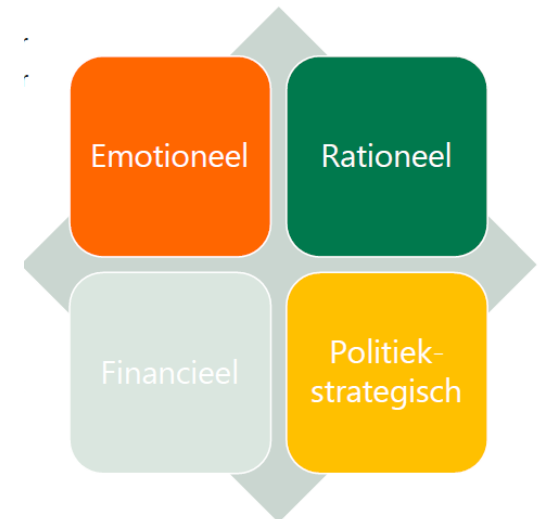 Emotioneel
Rationeel
Financieel
Politiek-
strategisch